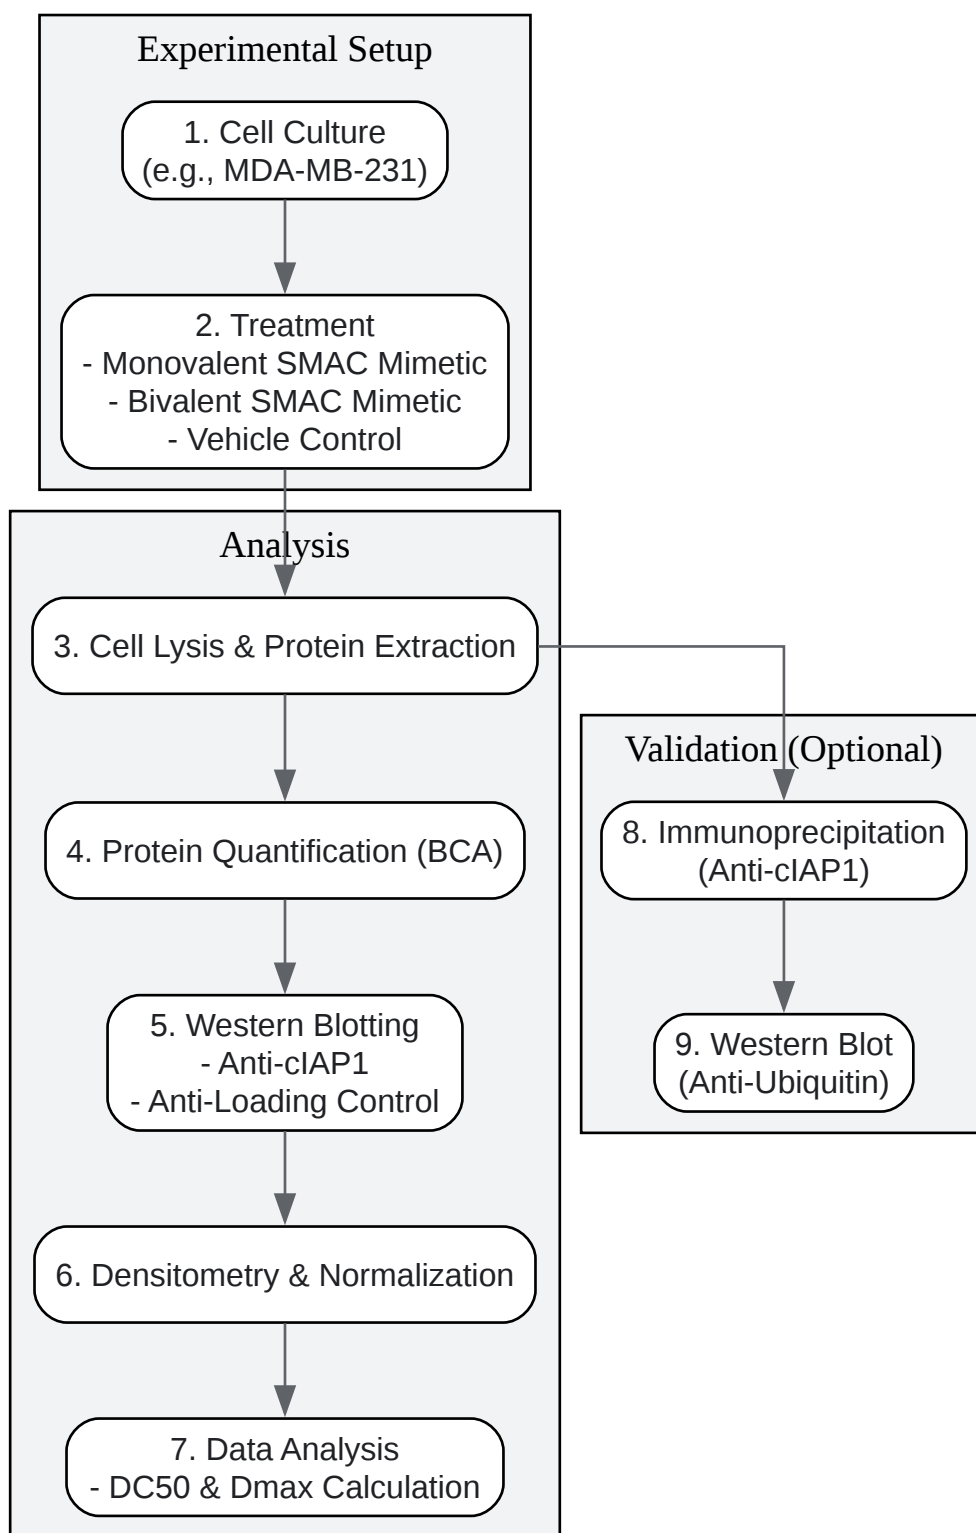 Experimental Setup
1. Cell Culture
(e.g., MDA-MB-231)
2. Treatment
- Monovalent SMAC Mimetic
- Bivalent SMAC Mimetic
- Vehicle Control
Analysis
3. Cell Lysis & Protein Extraction
4. Protein Quantification (BCA)
5. Western Blotting
- Anti-cIAP1
- Anti-Loading Control
6. Densitometry & Normalization
7. Data Analysis
- DC50 & Dmax Calculation
Validation (Optional)
8. Immunoprecipitation
(Anti-cIAP1)
9. Western Blot
(Anti-Ubiquitin)